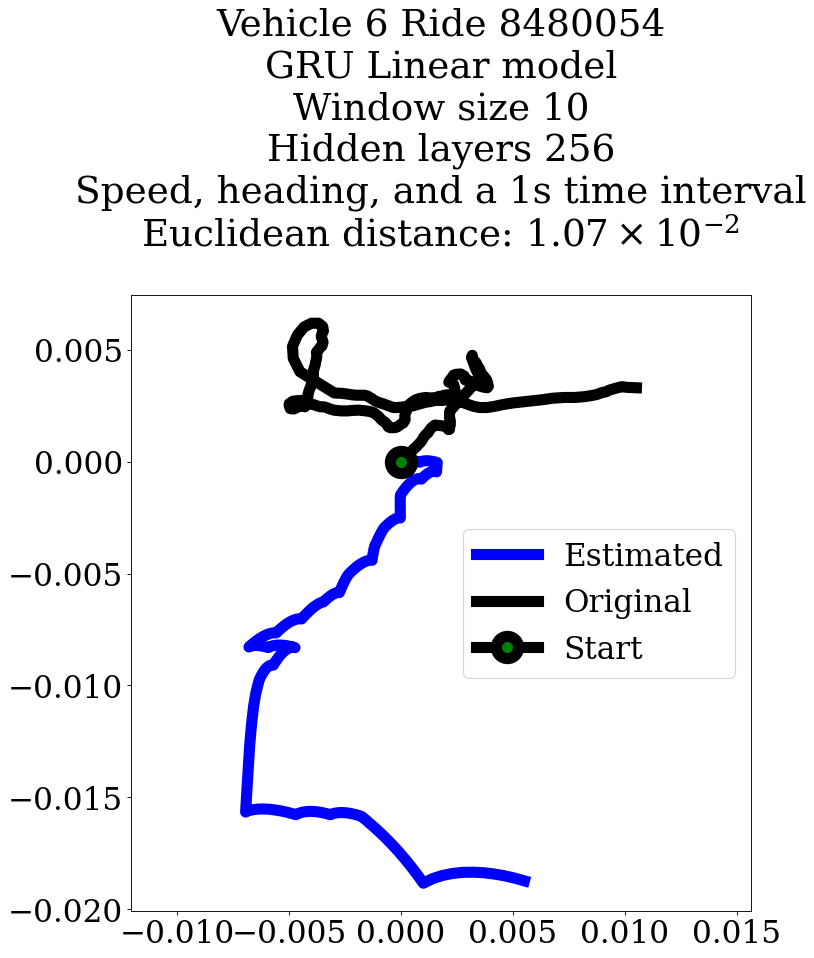 Vehicle 6 Ride 8480054
GRU Linear model
Window size 10
Hidden layers 256
Speed, heading, and a 1s time interval
Euclidean distance: 1.07 × 10⁻²
0.005
0.000
−0.005
−0.010
−0.015
−0.020
Estimated
Original
Start
−0.010 −0.005 0.000 0.005 0.010 0.015